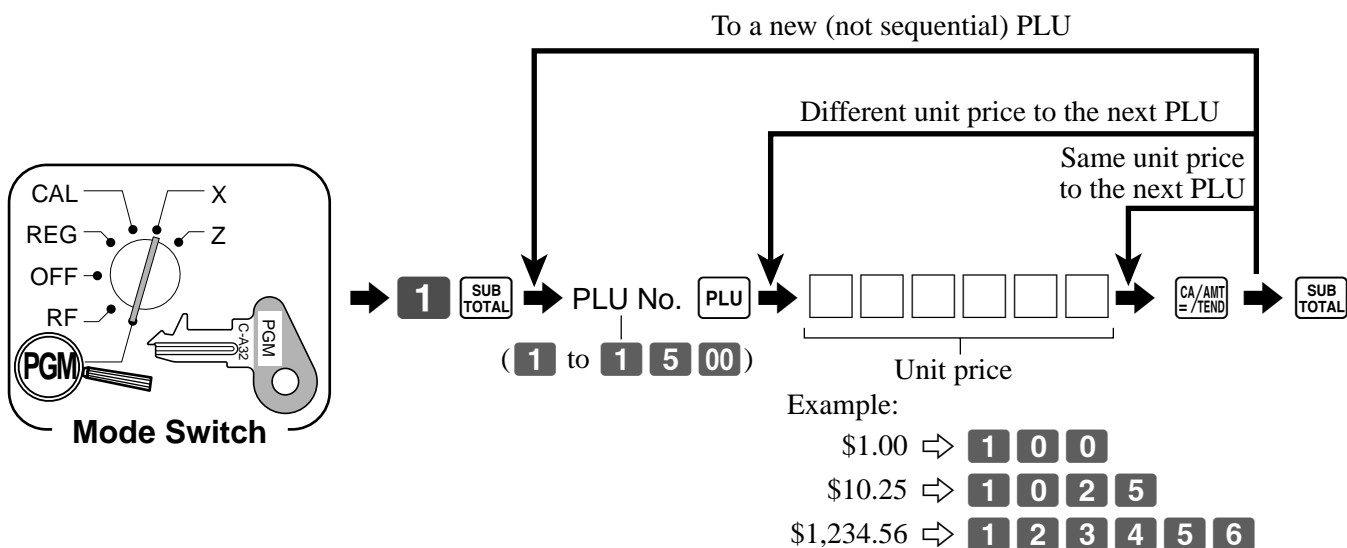 To a new (not sequential) PLU
Different unit price to the next PLU
Same unit price
to the next PLU
CAL
X
REG
Z
OFF
RF
PGM
PGM
C-A32
Mode Switch
1 SUB TOTAL PLU No. PLU CA/AMT = /TEND SUB TOTAL
(1 to 1 5 00)
Unit price
Example:
$1.00 ⇨ 1 0 0
$10.25 ⇨ 1 0 2 5
$1,234.56 ⇨ 1 2 3 4 5 6